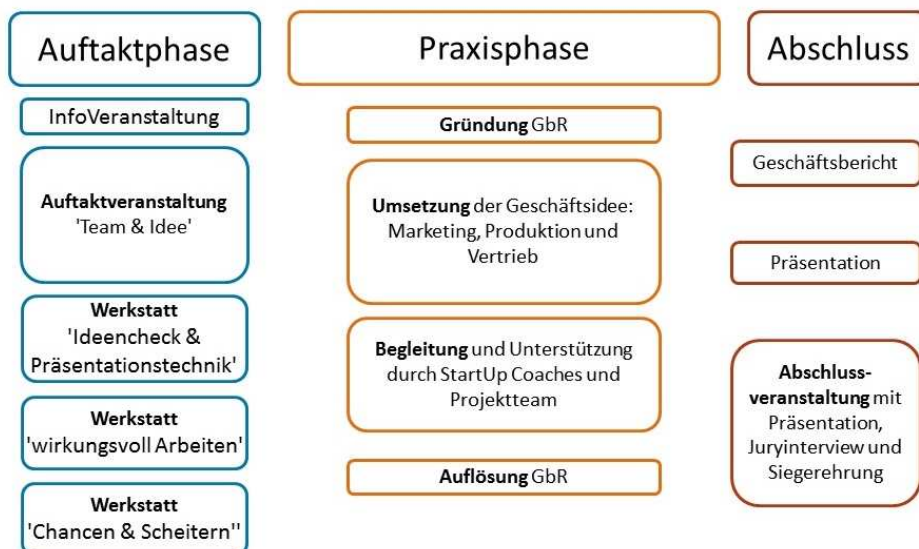 Auftaktphase
InfoVeranstaltung
Auftaktveranstaltung
'Team & Idee'
Werkstatt
'Ideencheck &
Präsentationstechnik'
Werkstatt
'wirkungsvoll Arbeiten'
Werkstatt
'Chancen & Scheitern''
Praxisphase
Gründung GbR
Umsetzung der Geschäftsidee:
Marketing, Produktion und
Vertrieb
Begleitung und Unterstützung
durch StartUp Coaches und
Projektteam
Auflösung GbR
Abschluss
Geschäftsbericht
Präsentation
Abschluss-
veranstaltung mit
Präsentation,
Juryinterview und
Siegerehrung